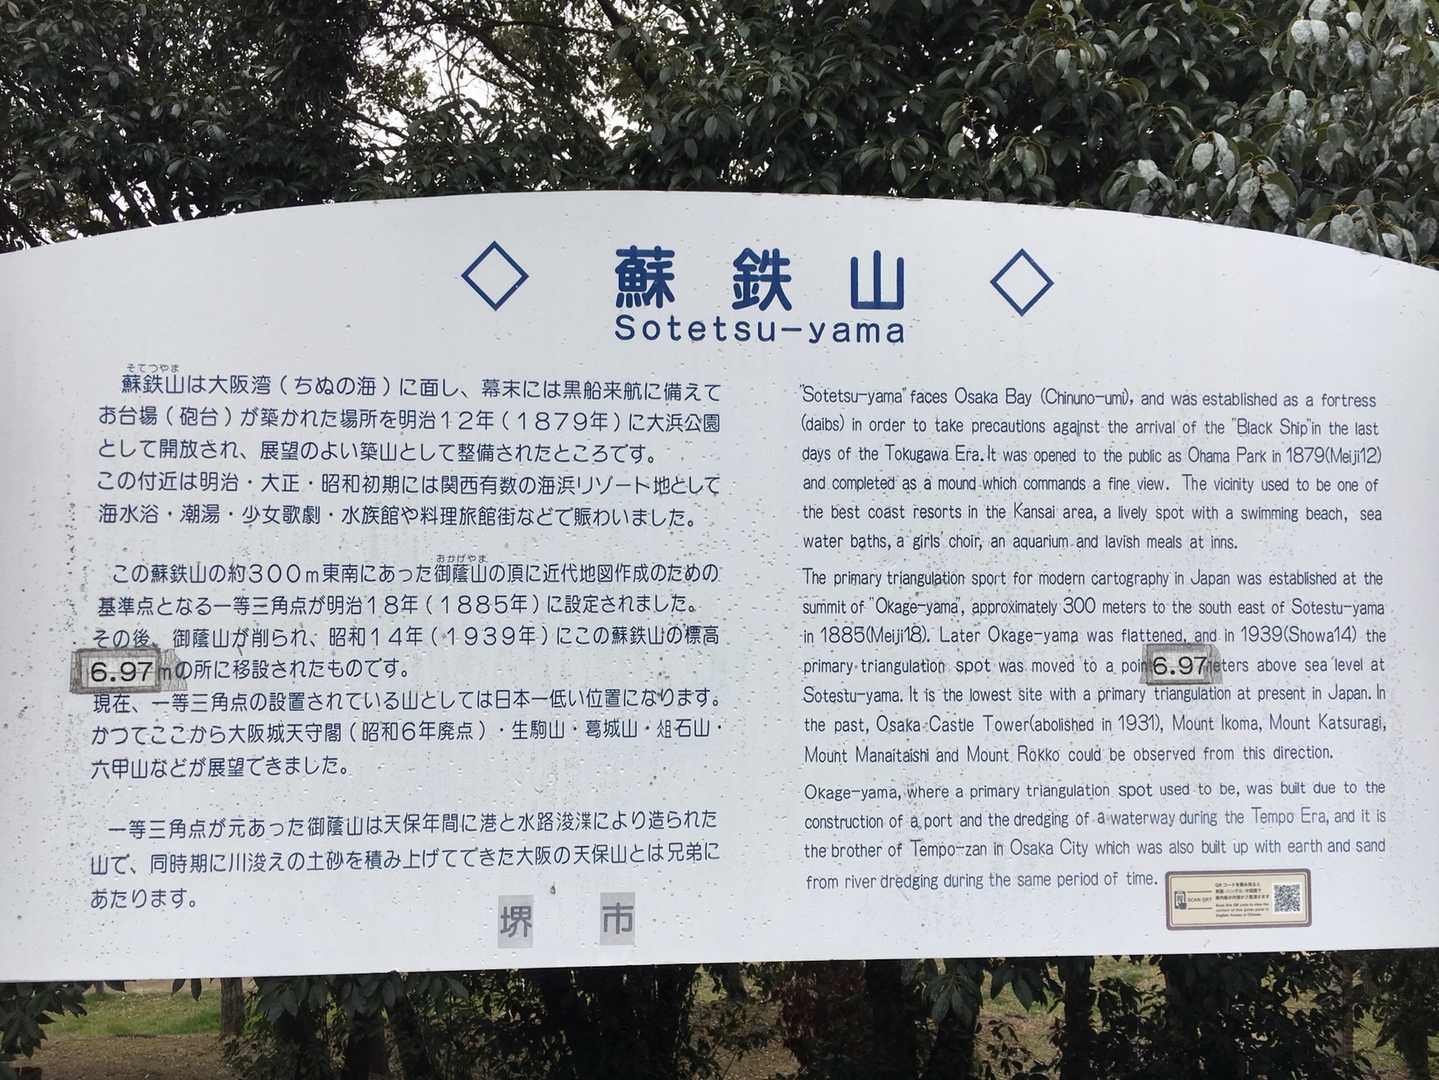 蘇鉄山
Sotetsu-yama
そてつやま
蘇鉄山は大阪湾（ちぬの海）に面し、幕末には黒船来航に備えて
お台場（砲台）が築かれた場所を明治12年（1879年）に大浜公園
として開放され、展望のよい築山として整備されたところです。
この付近は明治・大正・昭和初期には関西有数の海浜リゾート地として
海水浴・潮湯・少女歌劇・水族館や料理旅館街などで賑わいました。
おかげやま
この蘇鉄山の約300m東南にあった御蔭山の頂に近代地図作成のための
基準点となる一等三角点が明治18年（1885年）に設定されました。
その後、御蔭山が削られ、昭和14年（1939年）にこの蘇鉄山の標高
6.97mの所に移設されたものです。
現在、一等三角点の設置されている山としては日本一低い位置になります。
かつてここから大阪城天守閣（昭和6年廃点）・生駒山・葛城山・俎石山・
六甲山などが展望できました。
一等三角点が元あった御蔭山は天保年間に港と水路浚渫により造られた
山で、同時期に川浚えの土砂を積み上げてできた大阪の天保山とは兄弟に
あたります。
堺市
"Sotetsu-yama" faces Osaka Bay (Chinuno-umi), and was established as a fortress
(daibs) in order to take precautions against the arrival of the "Black Ship"in the last
days of the Tokugawa Era. It was opened to the public as Ohama Park in 1879(Meiji12)
and completed as a mound which commands a fine view. The vicinity used to be one of
the best coast resorts in the Kansai area, a lively spot with a swimming beach, sea
water baths, a girls' choir, an aquarium and lavish meals at inns.
The primary triangulation sport for modern cartography in Japan was established at the
summit of "Okage-yama", approximately 300 meters to the south east of Sotestu-yama
in 1885(Meiji18). Later Okage-yama was flattened, and in 1939(Showa14) the
primary triangulation spot was moved to a point 6.97 meters above sea level at
Sotestu-yama. It is the lowest site with a primary triangulation at present in Japan. In
the past, Osaka Castle Tower(abolished in 1931), Mount Ikoma, Mount Katsuragi,
Mount Manaitaishi and Mount Rokko could be observed from this direction.
Okage-yama, where a primary triangulation spot used to be, was built due to the
construction of a port and the dredging of a waterway during the Tempo Era, and it is
the brother of Tempo-zan in Osaka City which was also built up with earth and sand
from river dredging during the same period of time.
SCAN QR!